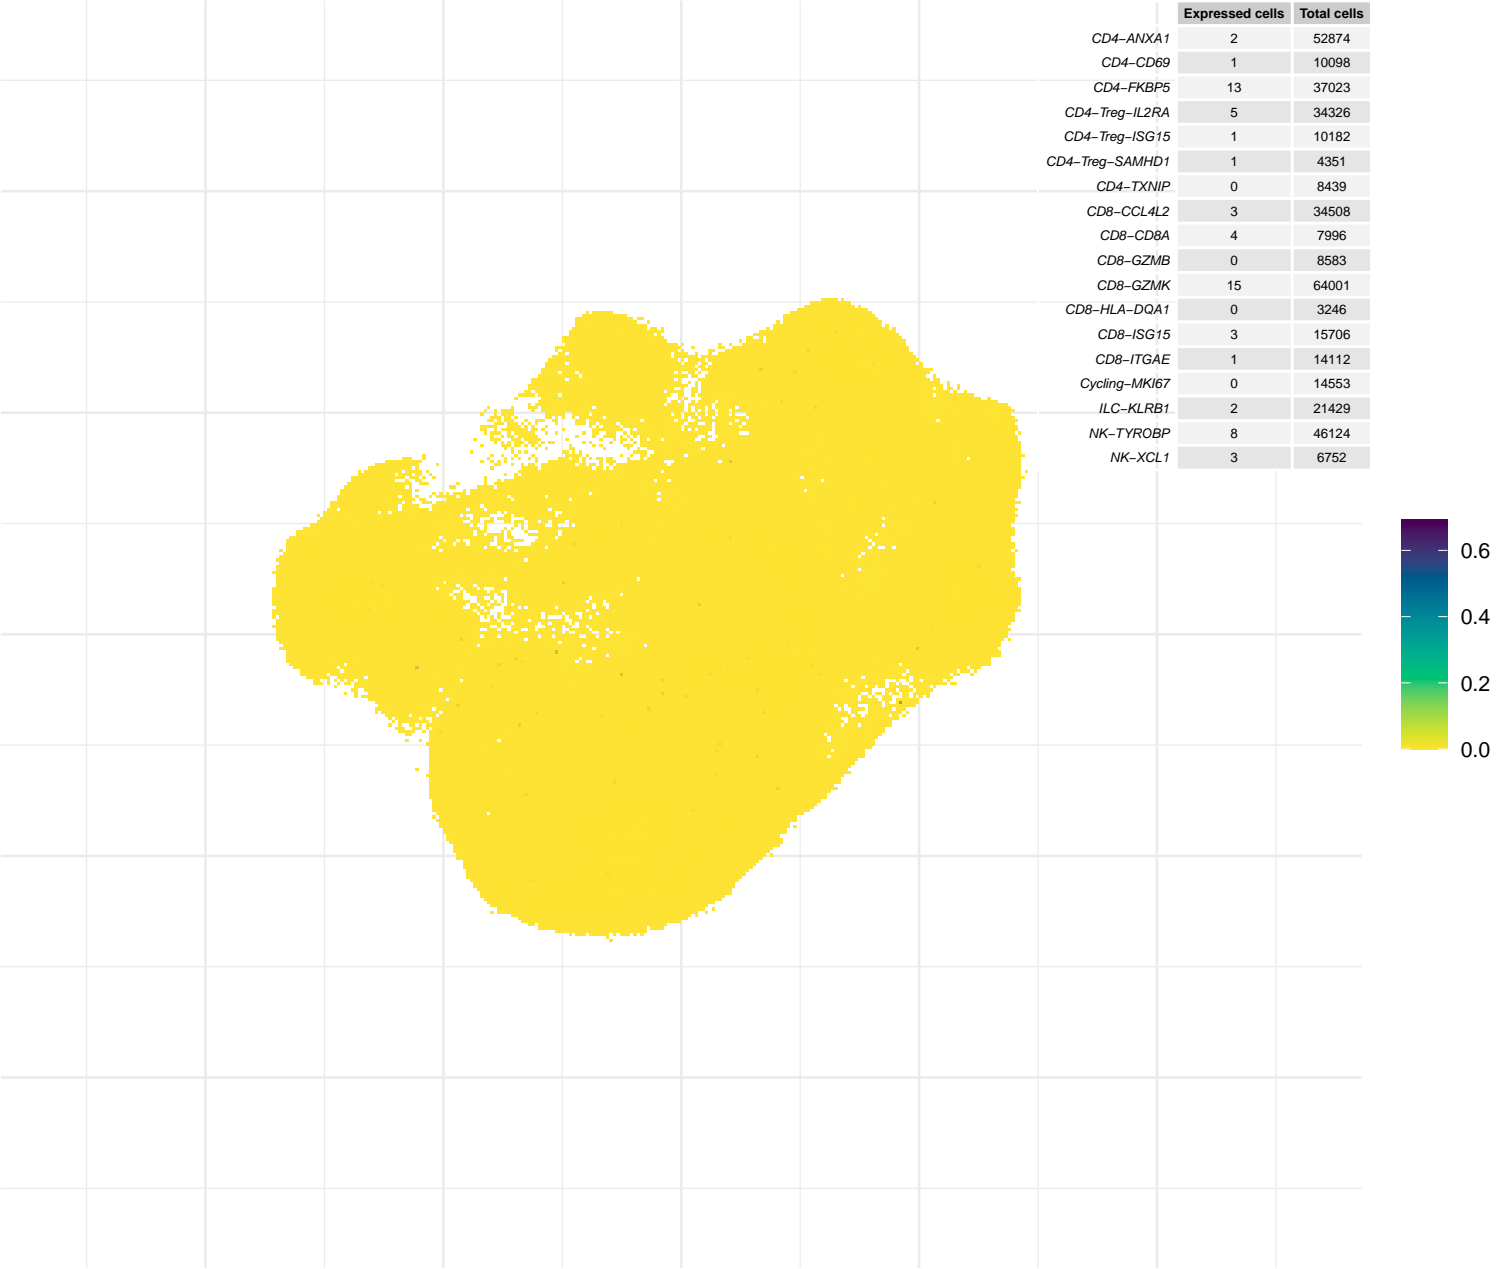 Expressed cells Total cells
CD4−ANXA1 2 52874
CD4−CD69 1 10098
CD4−FKBP5 13 37023
CD4−Treg−IL2RA 5 34326
CD4−Treg−ISG15 1 10182
CD4−Treg−SAMHD1 1 4351
CD4−TXNIP 0 8439
CD8−CCL4L2 3 34508
CD8−CD8A 4 7996
CD8−GZMB 0 8583
CD8−GZMK 15 64001
CD8−HLA−DQA1 0 3246
CD8−ISG15 3 15706
CD8−ITGAE 1 14112
Cycling−MKI67 0 14553
ILC−KLRB1 2 21429
NK−TYROBP 8 46124
NK−XCL1 3 6752
0.6
0.4
0.2
0.0